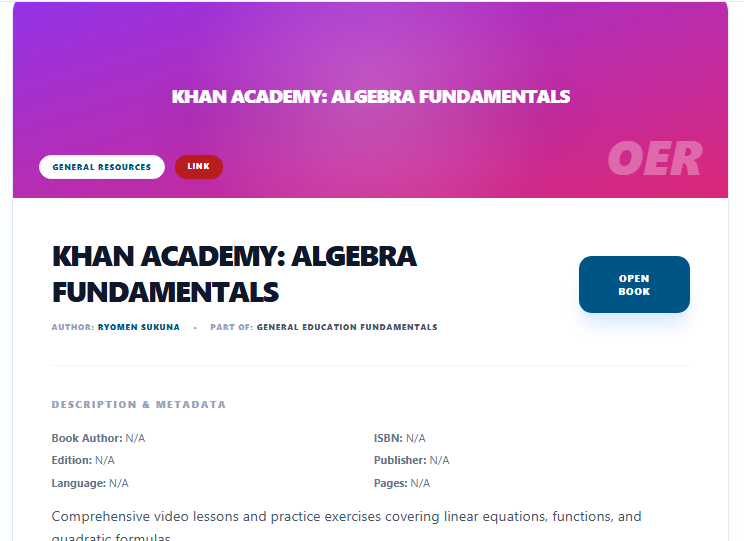 KHAN ACADEMY: ALGEBRA FUNDAMENTALS
GENERAL RESOURCES
LINK
OER
KHAN ACADEMY: ALGEBRA
FUNDAMENTALS
OPEN
BOOK
AUTHOR: RYOMEN SUKUNA • PART OF: GENERAL EDUCATION FUNDAMENTALS
DESCRIPTION & METADATA
Book Author: N/A
ISBN: N/A
Edition: N/A
Publisher: N/A
Language: N/A
Pages: N/A
Comprehensive video lessons and practice exercises covering linear equations, functions, and
quadratic formulas